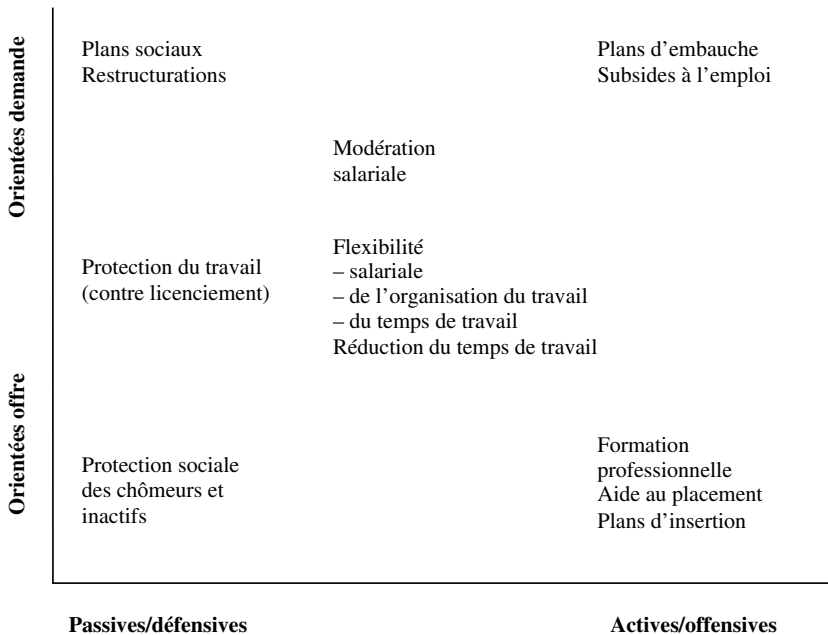 Orientées demande
Plans sociaux
Restructurations
Plans d’embauche
Subsides à l’emploi
Modération
salariale
Protection du travail
(contre licenciement)
Flexibilité
– salariale
– de l’organisation du travail
– du temps de travail
Réduction du temps de travail
Orientées offre
Protection sociale
des chômeurs et
inactifs
Formation
professionnelle
Aide au placement
Plans d’insertion
Passives/défensives
Actives/offensives